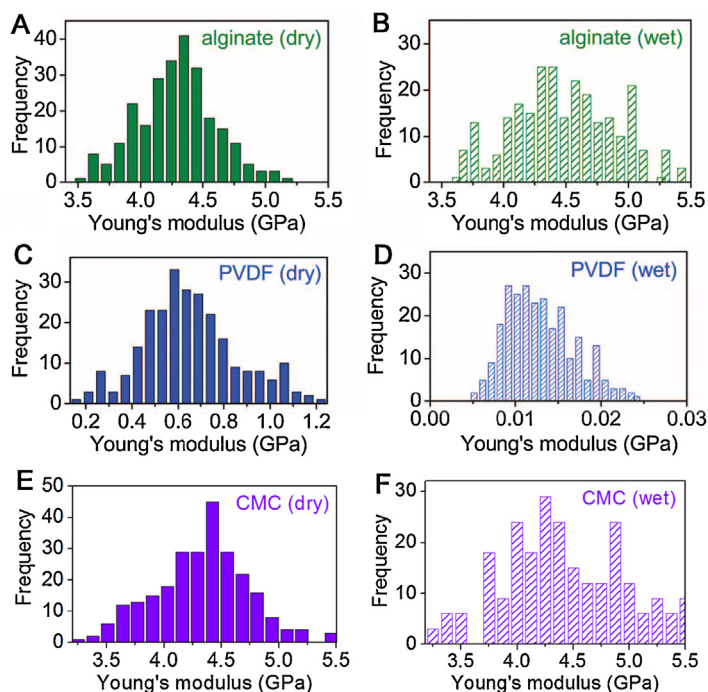 A
alginate (dry)
Frequency
40
30
20
10
0
3.5 4.0 4.5 5.0 5.5
Young's modulus (GPa)
B
alginate (wet)
Frequency
30
20
10
0
3.5 4.0 4.5 5.0 5.5
Young's modulus (GPa)
C
PVDF (dry)
Frequency
30
20
10
0
0.2 0.4 0.6 0.8 1.0 1.2
Young's modulus (GPa)
D
PVDF (wet)
Frequency
30
20
10
0
0.00 0.01 0.02 0.03
Young's modulus (GPa)
E
CMC (dry)
Frequency
50
40
30
20
10
0
3.5 4.0 4.5 5.0 5.5
Young's modulus (GPa)
F
CMC (wet)
Frequency
30
20
10
0
3.5 4.0 4.5 5.0 5.5
Young's modulus (GPa)